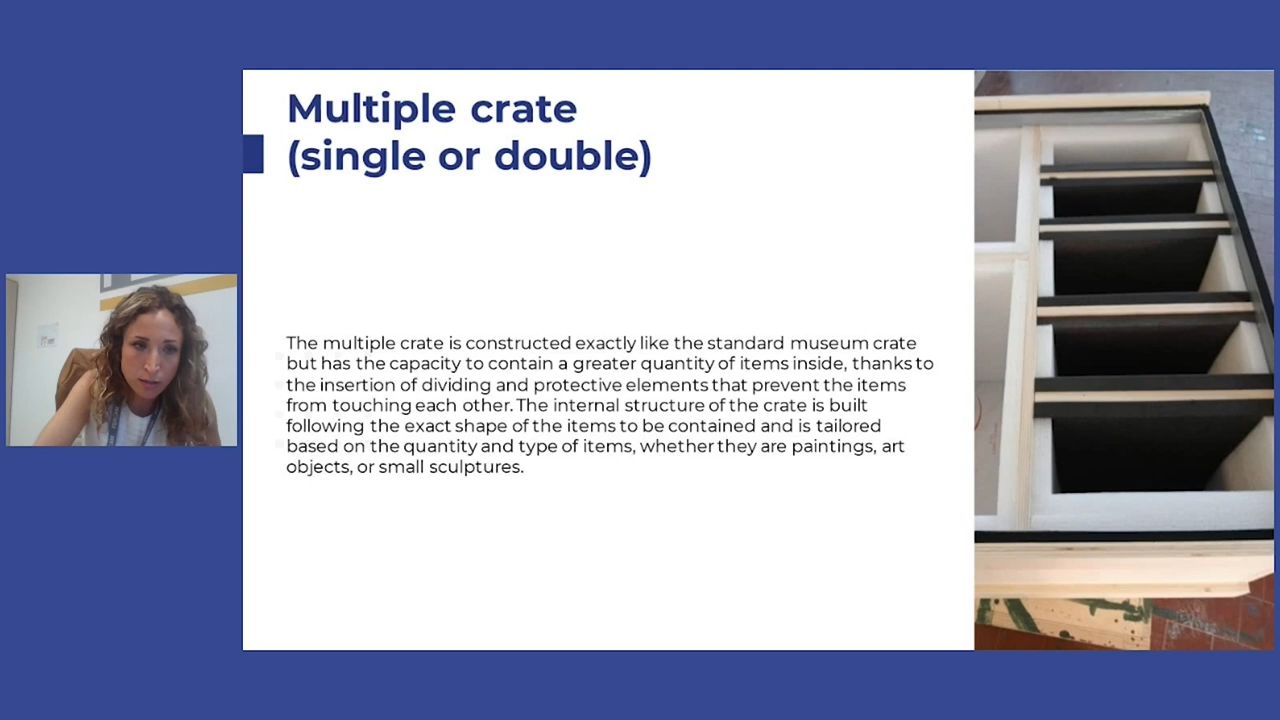 Multiple crate
(single or double)
The multiple crate is constructed exactly like the standard museum crate
but has the capacity to contain a greater quantity of items inside, thanks to
the insertion of dividing and protective elements that prevent the items
from touching each other. The internal structure of the crate is built
following the exact shape of the items to be contained and is tailored
based on the quantity and type of items, whether they are paintings, art
objects, or small sculptures.